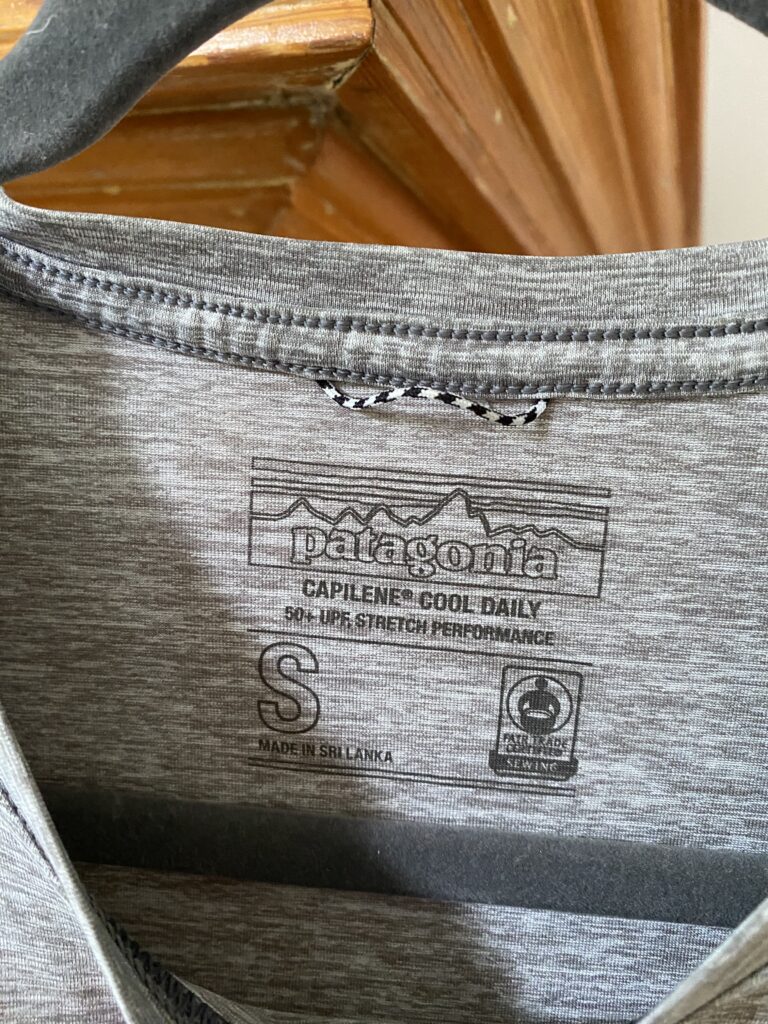 patagonia®
CAPILENE® COOL DAILY
50+ UPF, STRETCH PERFORMANCE
S
MADE IN SRI LANKA
FAIR TRADE
CERTIFIED
SEWING